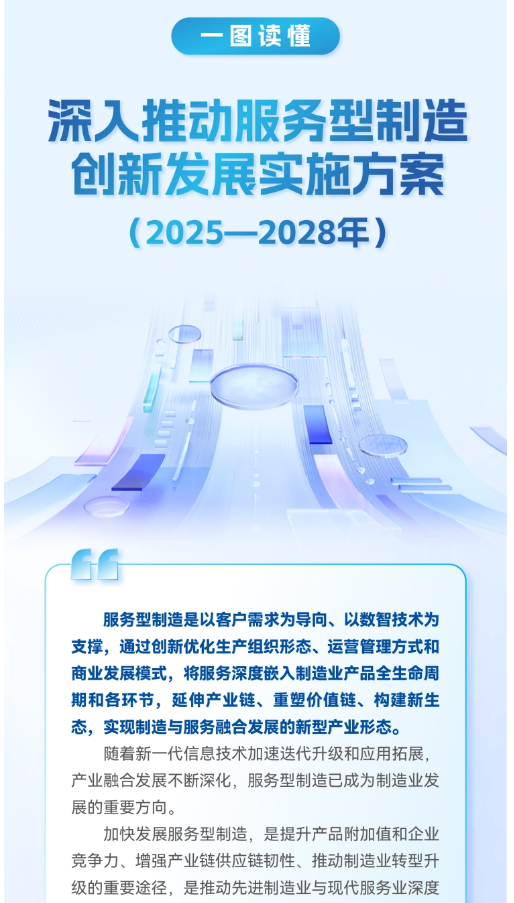 一图读懂
深入推动服务型制造
创新发展实施方案
（2025—2028年）
服务型制造是以客户需求为导向、以数智技术为
支撑，通过创新优化生产组织形态、运营管理方式和
商业发展模式，将服务深度嵌入制造业产品全生命周
期和各环节，延伸产业链、重塑价值链、构建新生
态，实现制造与服务融合发展的新型产业形态。
随着新一代信息技术加速迭代升级和应用拓展，
产业融合发展不断深化，服务型制造已成为制造业发
展的重要方向。
加快发展服务型制造，是提升产品附加值和企业
竞争力、增强产业链供应链韧性、推动制造业转型升
级的重要途径，是推动先进制造业与现代服务业深度